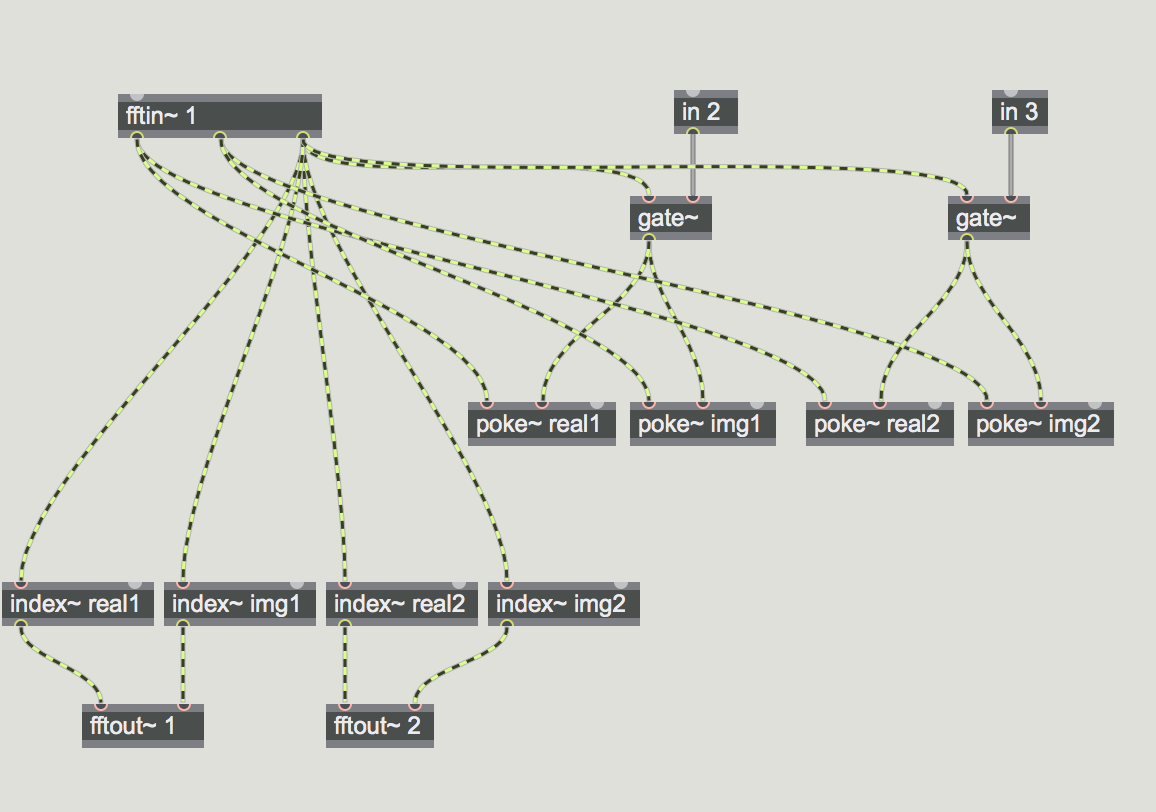 fftin~ 1
in 2
in 3
gate~
gate~
poke~ real1
poke~ img1
poke~ real2
poke~ img2
index~ real1
index~ img1
index~ real2
index~ img2
fftout~ 1
fftout~ 2